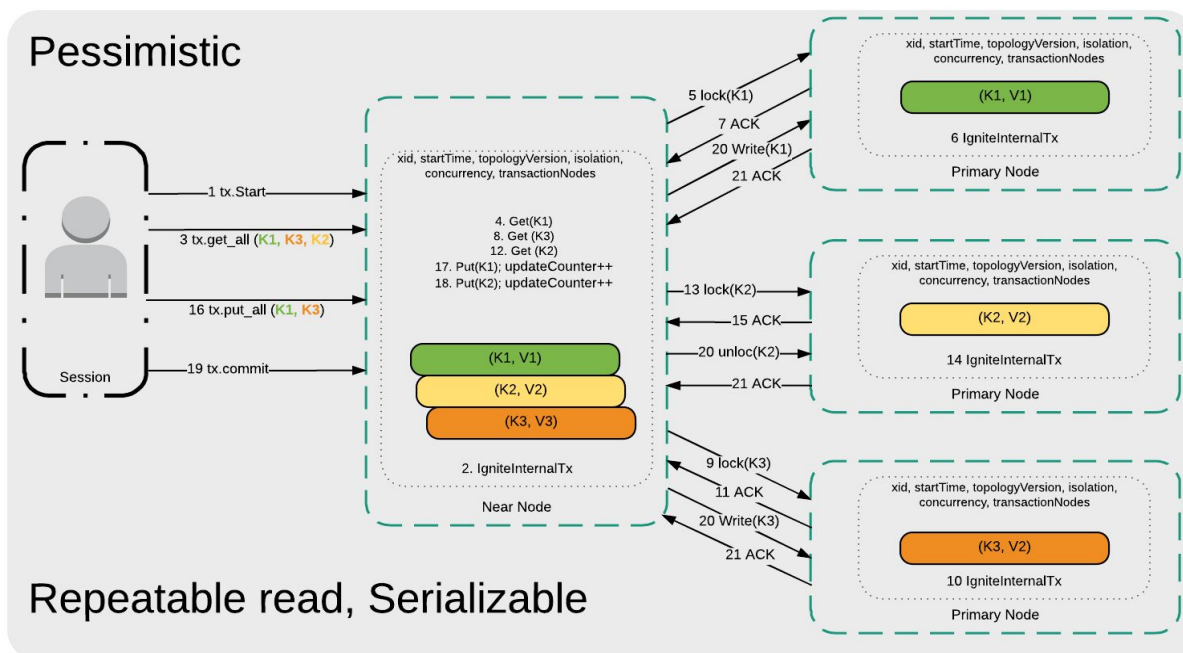 Pessimistic
1 tx.Start
3 tx.get_all (K1, K3, K2)
16 tx.put_all (K1, K3)
19 tx.commit
Session
xid, startTime, topologyVersion, isolation,
concurrency, transactionNodes
4. Get(K1)
8. Get (K3)
12. Get (K2)
17. Put(K1); updateCounter++
18. Put(K2); updateCounter++
(K1, V1)
(K2, V2)
(K3, V3)
2. IgniteInternalTx
Near Node
5 lock(K1)
7 ACK
20 Write(K1)
21 ACK
13 lock(K2)
15 ACK
20 unloc(K2)
21 ACK
9 lock(K3)
11 ACK
20 Write(K3)
21 ACK
xid, startTime, topologyVersion, isolation,
concurrency, transactionNodes
(K1, V1)
6 IgniteInternalTx
Primary Node
xid, startTime, topologyVersion, isolation,
concurrency, transactionNodes
(K2, V2)
14 IgniteInternalTx
Primary Node
xid, startTime, topologyVersion, isolation,
concurrency, transactionNodes
(K3, V2)
10 IgniteInternalTx
Primary Node
Repeatable read, Serializable